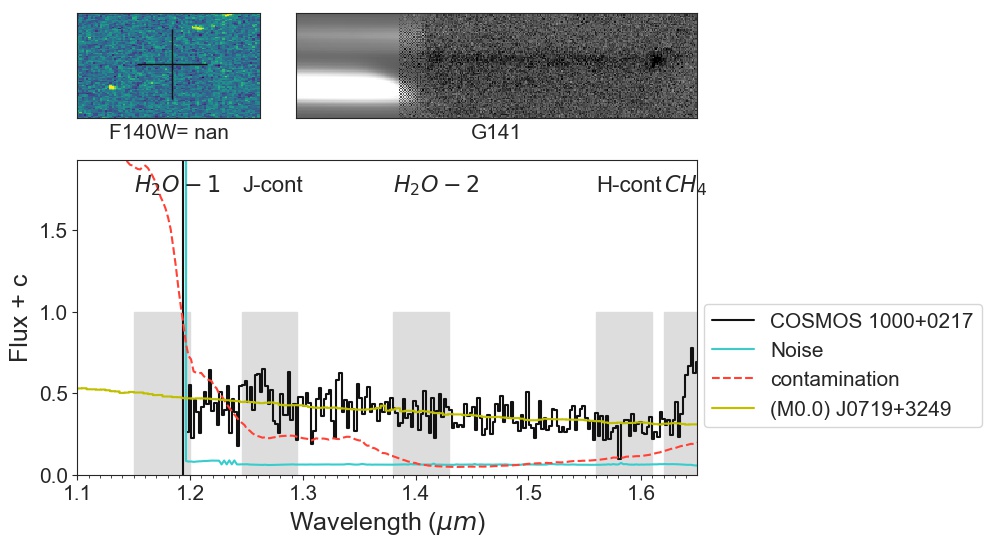 F140W= nan
G141
H₂O − 1
J-cont
H₂O − 2
H-cont
CH₄
Flux + c
1.5
1.0
0.5
0.0
1.1
1.2
1.3
1.4
1.5
1.6
Wavelength (μm)
COSMOS 1000+0217
Noise
contamination
(M0.0) J0719+3249